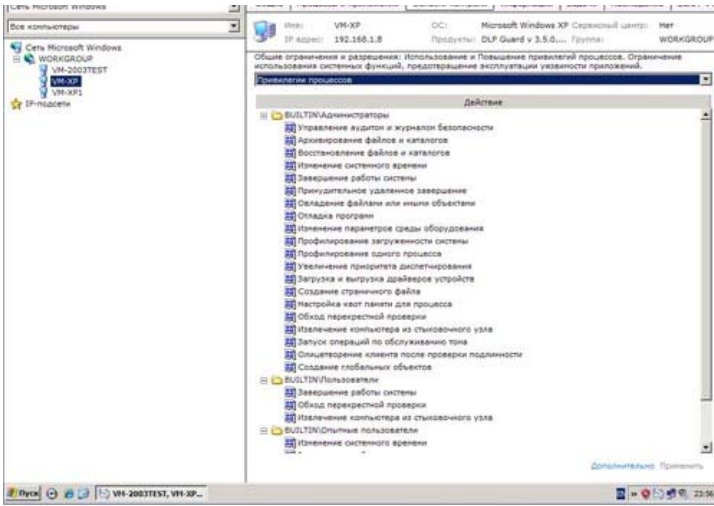 Сеть Microsoft Windows
Все компьютеры
Сеть Microsoft Windows
WORKGROUP
VM-2003TEST
VM-XP
VM-XP1
IP-подсети
Имя: VM-XP ОС: Microsoft Windows XP Сервисный центр: Нет
IP адрес: 192.168.1.8 Продукты: DLP Guard v 3.5.0.... Группа: WORKGROUP
Общие ограничения и разрешения: Использование и Повышение привилегий процессов. Ограничение
использования системных функций, предотвращение эксплуатации уязвимости приложений.
Привилегии процессов
Действие
BUILTIN\Администраторы
Управление аудитом и журналом безопасности
Архивирование файлов и каталогов
Восстановление файлов и каталогов
Изменение системного времени
Завершение работы системы
Принудительное удаленное завершение
Овладение файлами или иными объектами
Отладка программ
Изменение параметров среды оборудования
Профилирование загруженности системы
Профилирование одного процесса
Увеличение приоритета диспетчирования
Загрузка и выгрузка драйверов устройств
Создание страничного файла
Настройка квот памяти для процесса
Обход перекрестной проверки
Извлечение компьютера из стыковочного узла
Запуск операций по обслуживанию тома
Олицетворение клиента после проверки подлинности
Создание глобальных объектов
BUILTIN\Пользователи
Завершение работы системы
Обход перекрестной проверки
Извлечение компьютера из стыковочного узла
BUILTIN\Опытные пользователи
Изменение системного времени
Дополнительно Применить
Пуск VM-2003TEST, VM-XP... 23:56